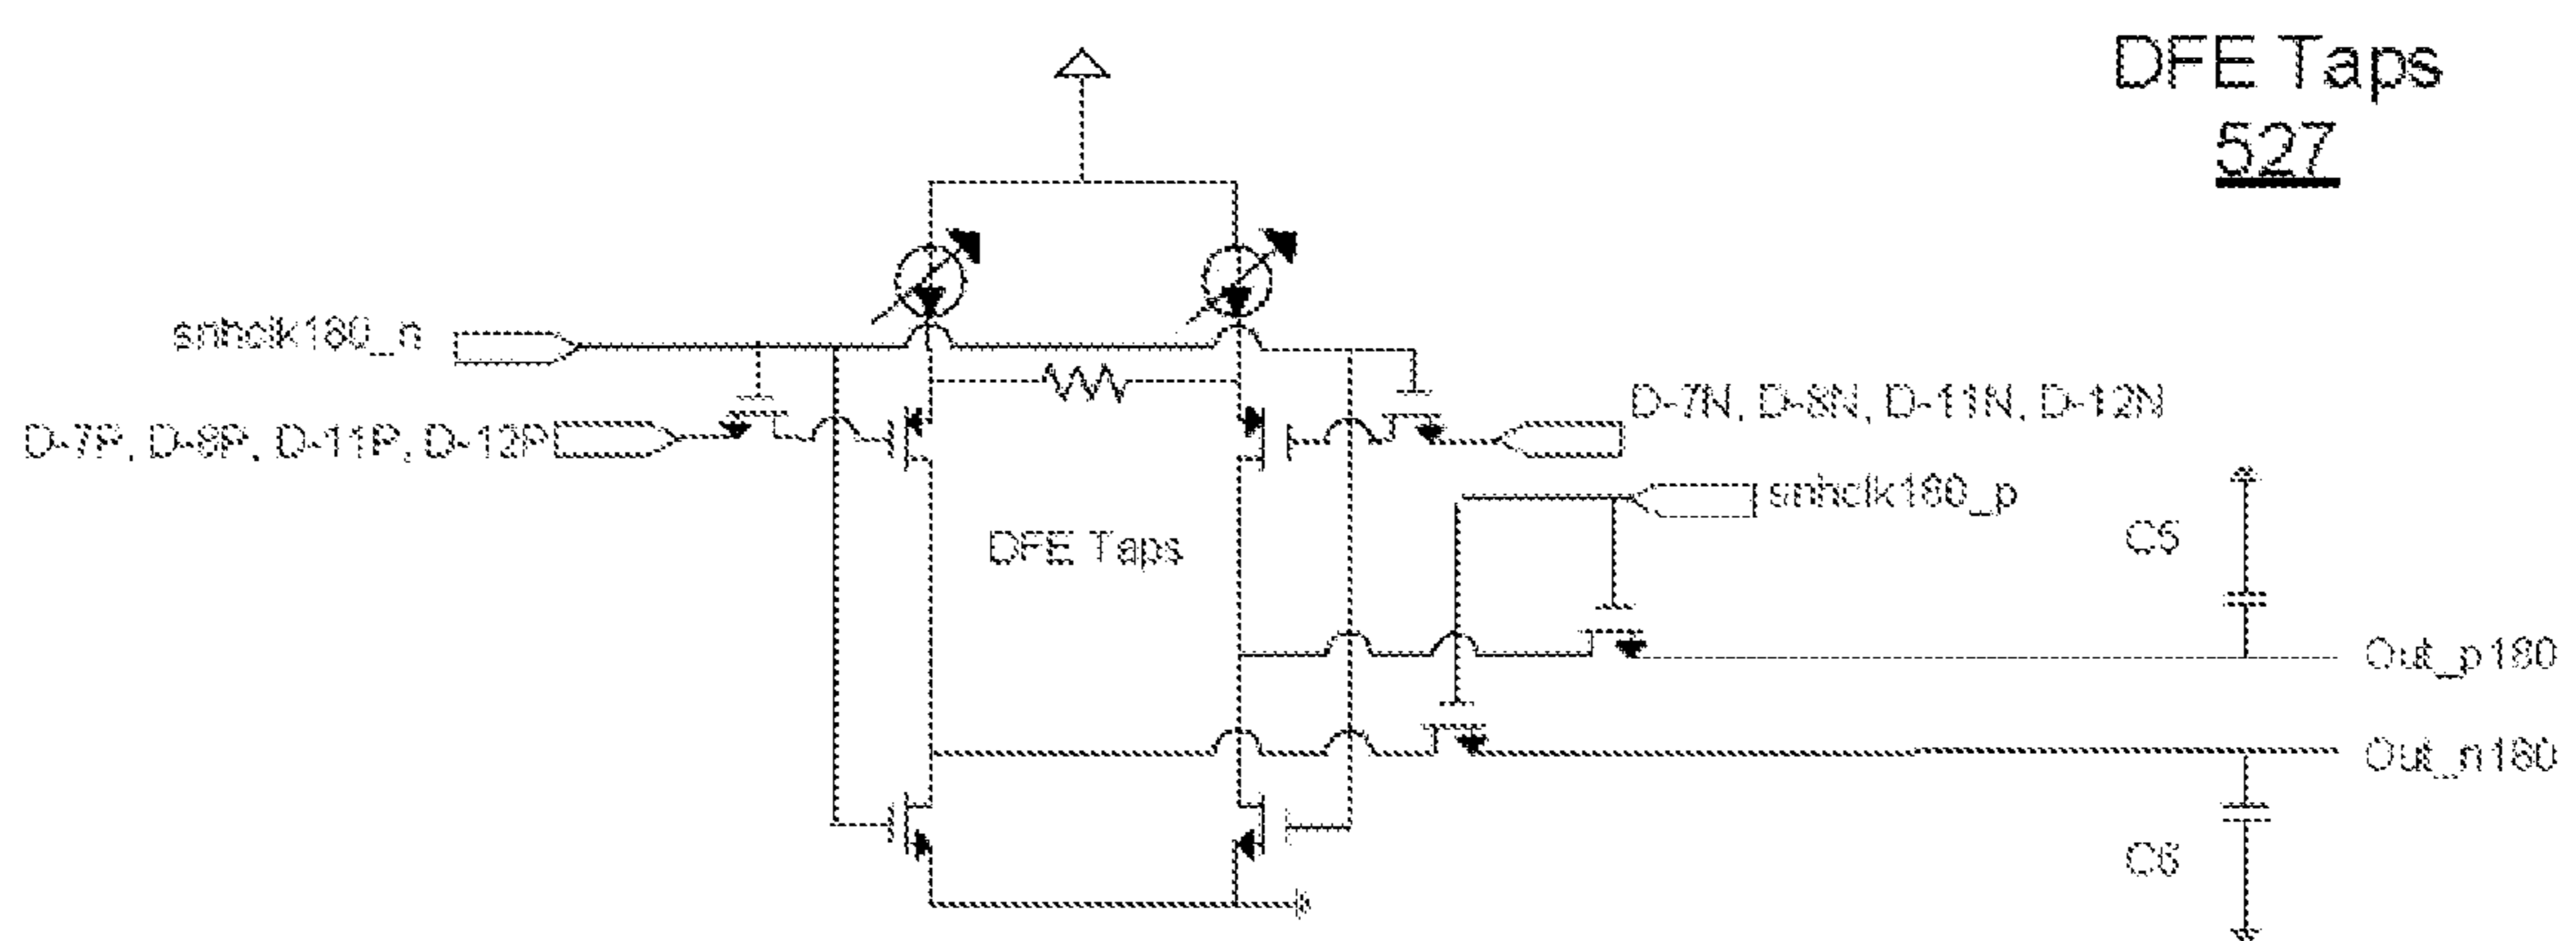 DFE Taps
527
snhclk180_n
D-7P, D-8P, D-11P, D-12P
D-7N, D-8N, D-11N, D-12N
snhclk180_p
DFE Taps
C5
Out_p180
Out_n180
C6